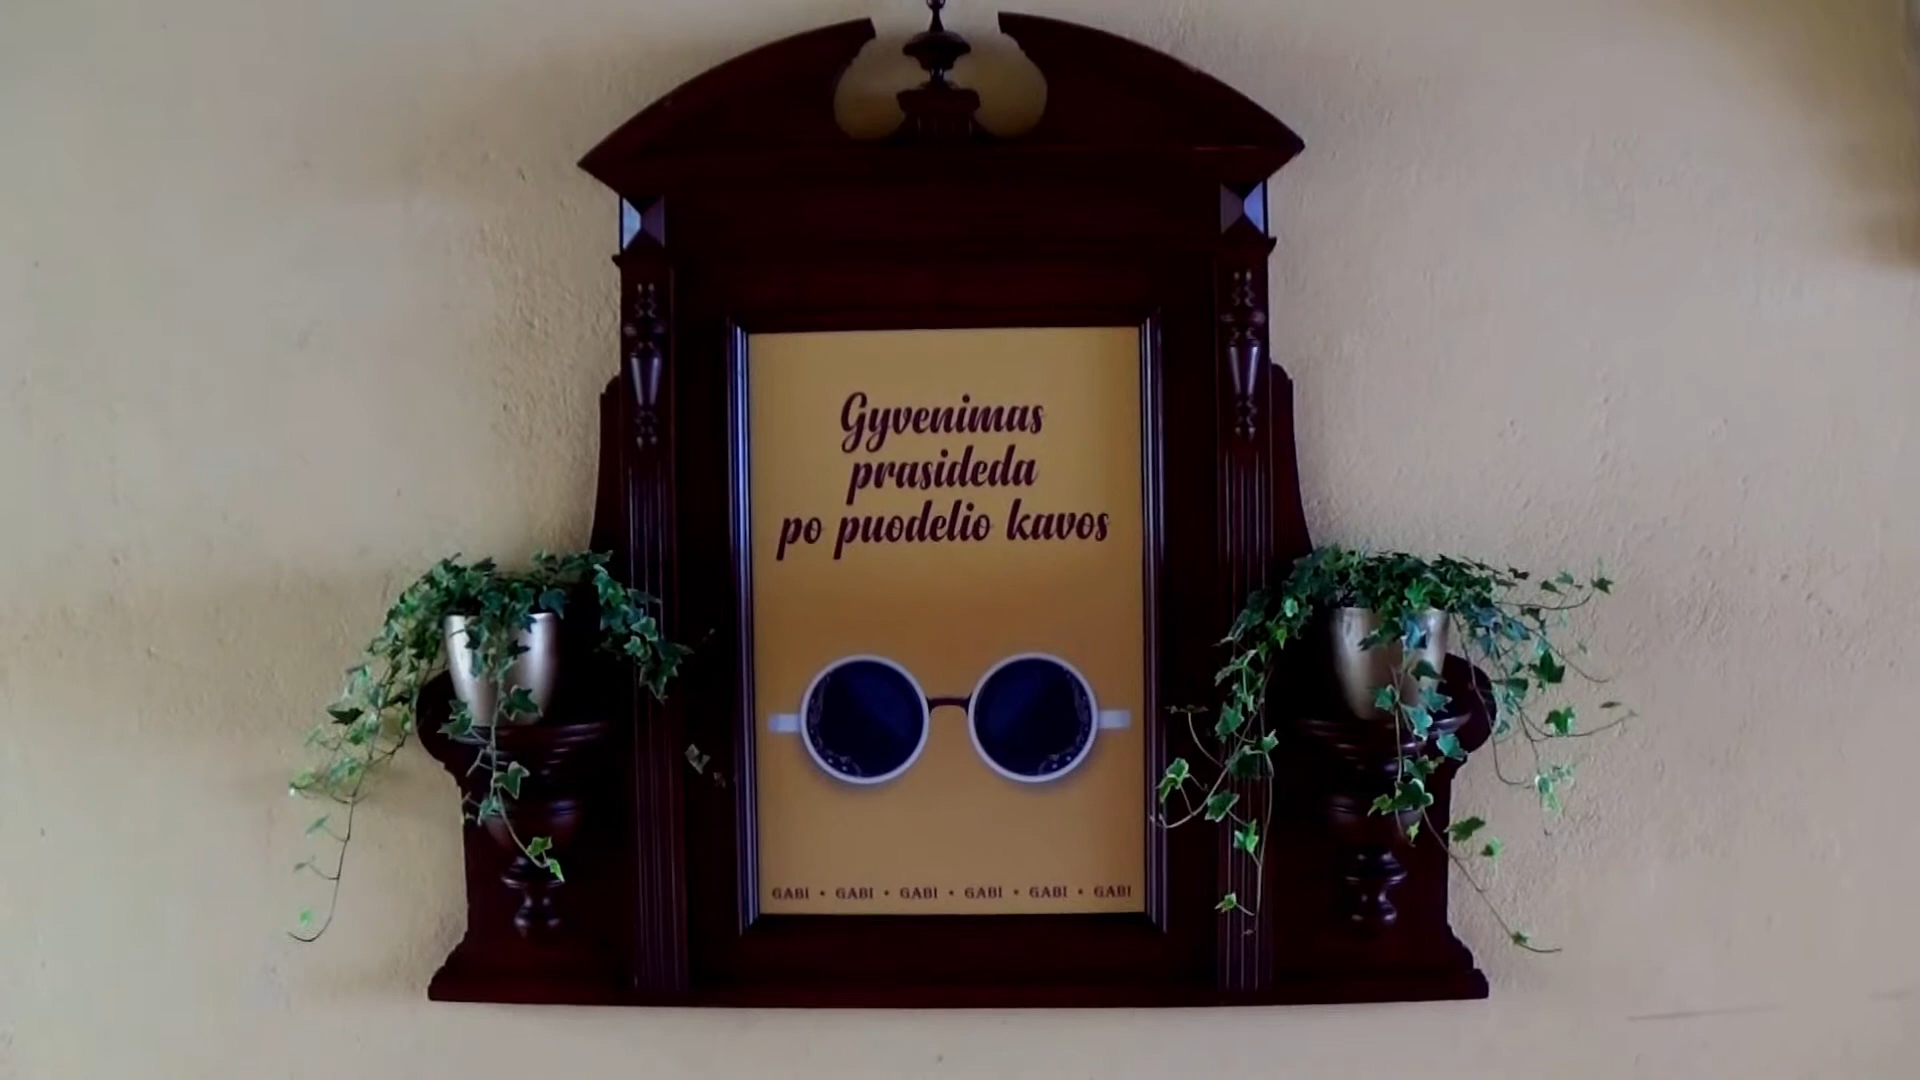 Gyvenimas
prasideda
po puodelio kavos
GABI • GABI • GABI • GABI • GABI • GABI